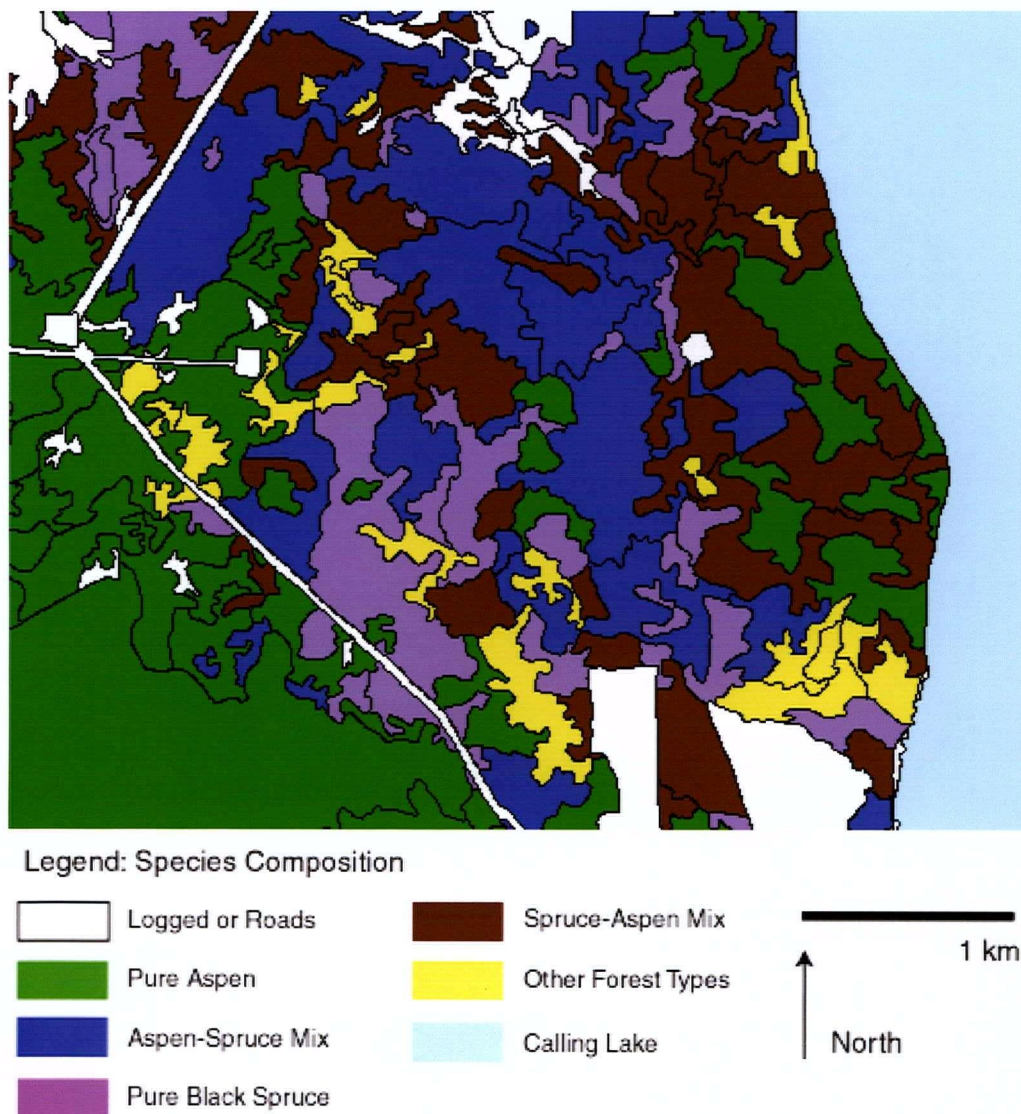 Legend: Species Composition
Logged or Roads
Pure Aspen
Aspen-Spruce Mix
Pure Black Spruce
Spruce-Aspen Mix
Other Forest Types
Calling Lake
1 km
North